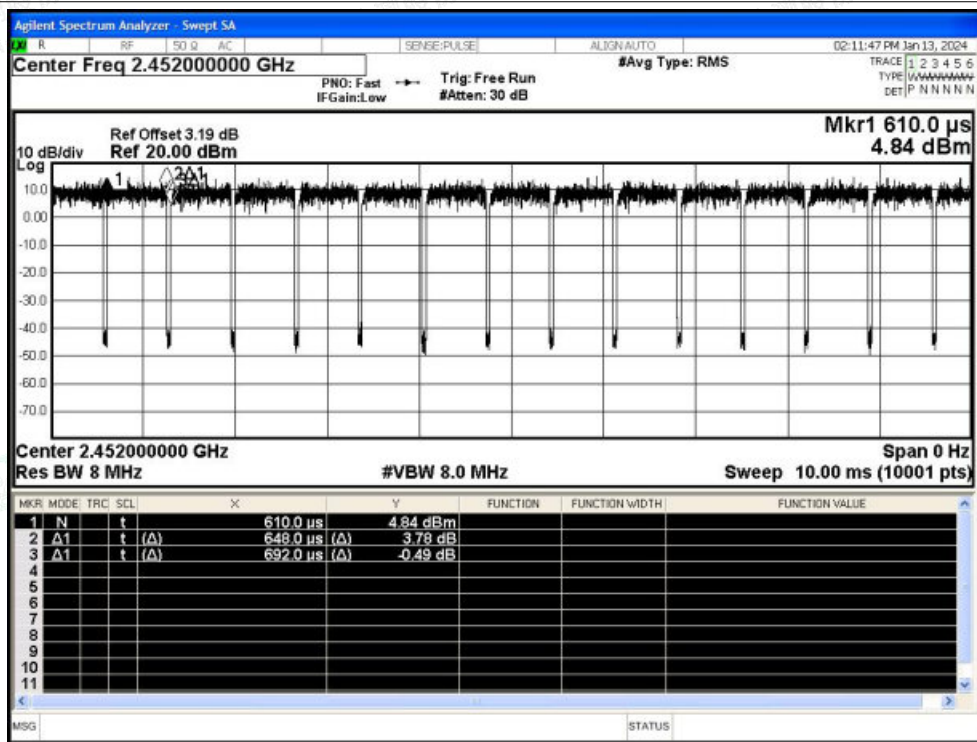 Agilent Spectrum Analyzer - Swept SA
R RF 50 Ω AC SENSE:PULSE ALIGN AUTO 02:11:47 PM Jan 13, 2024
Center Freq 2.452000000 GHz #Avg Type: RMS TRACE 1 2 3 4 5 6
PNO: Fast Trig: Free Run TYPE WWWWWW
IFGain:Low #Atten: 30 dB DET P N N N N N
Mkr1 610.0 µs
4.84 dBm
Ref Offset 3.19 dB
10 dB/div Ref 20.00 dBm
Log
1 2Δ1
10.0
0.00
-10.0
-20.0
-30.0
-40.0
-50.0
-60.0
-70.0
Center 2.452000000 GHz Span 0 Hz
Res BW 8 MHz #VBW 8.0 MHz Sweep 10.00 ms (10001 pts)
MKR MODE TRC SCL X Y FUNCTION FUNCTION WIDTH FUNCTION VALUE
1 N t 610.0 µs 4.84 dBm
2 Δ1 t (Δ) 648.0 µs (Δ) 3.78 dB
3 Δ1 t (Δ) 692.0 µs (Δ) -0.49 dB
4
5
6
7
8
9
10
11
MSG STATUS